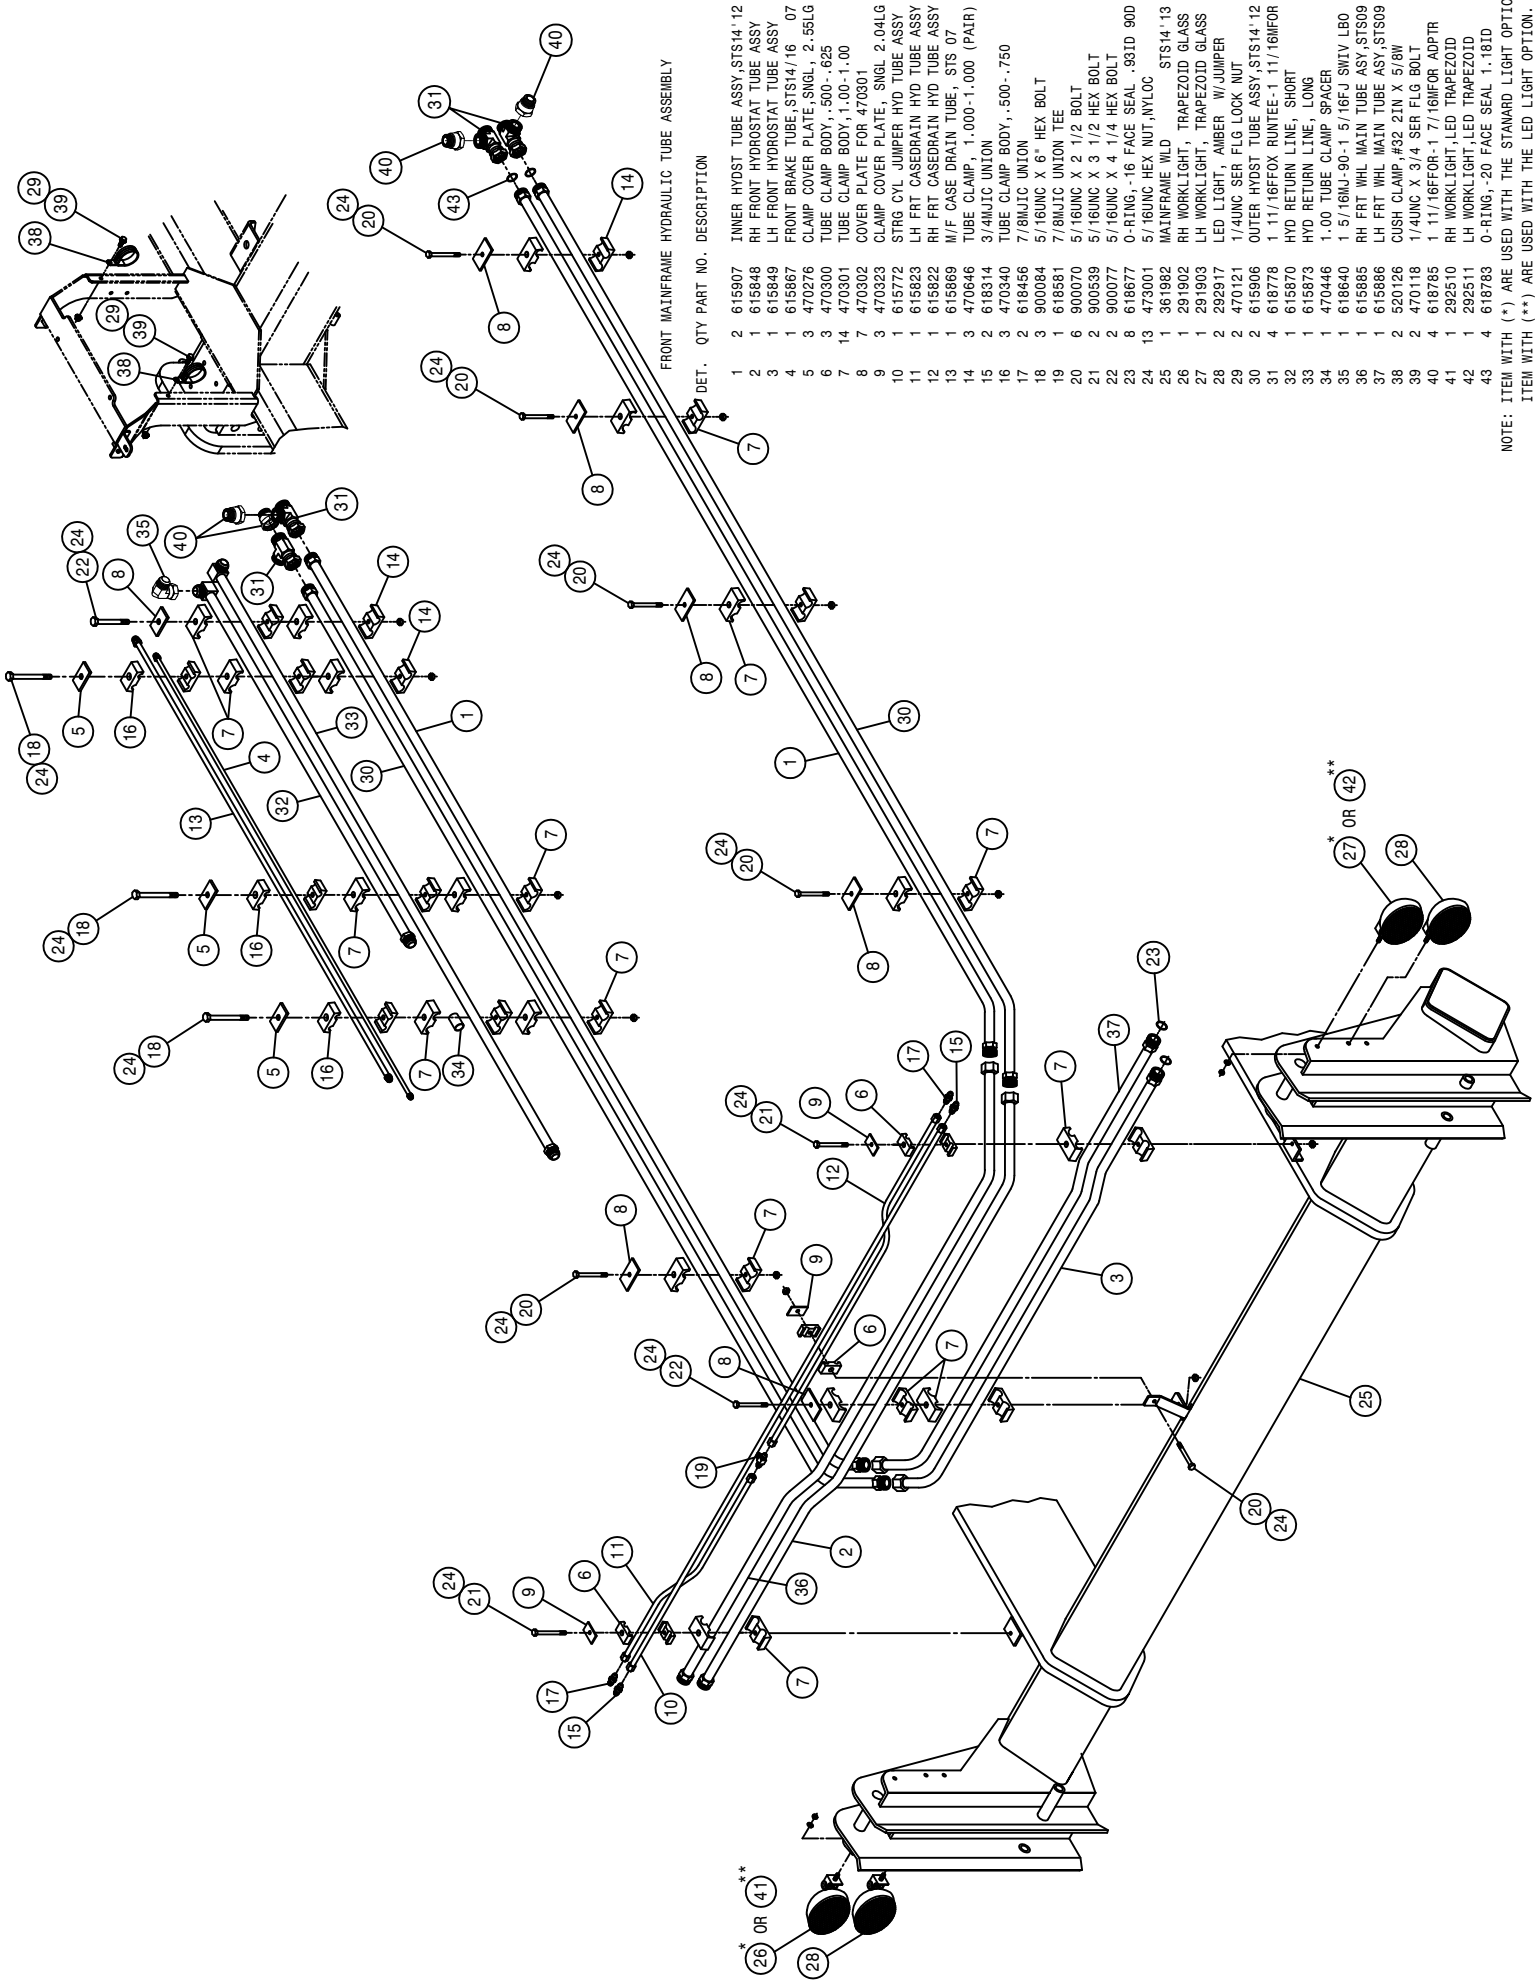 FRONT MAINFRAME HYDRAULIC TUBE ASSEMBLY
DET. QTY PART NO. DESCRIPTION
1 2 615907 INNER HYDST TUBE ASSY,STS14'12
2 1 615848 RH FRONT HYDROSTAT TUBE ASSY
3 1 615849 LH FRONT HYDROSTAT TUBE ASSY
4 1 615867 FRONT BRAKE TUBE,STS14/16 07
5 3 470276 CLAMP COVER PLATE,SNGL, 2.55LG
6 3 470300 TUBE CLAMP BODY,.500-.625
7 14 470301 TUBE CLAMP BODY,1.00-1.00
8 7 470302 COVER PLATE FOR 470301
9 3 470323 CLAMP COVER PLATE, SNGL 2.04LG
10 1 615772 STRG CYL JUMPER HYD TUBE ASSY
11 1 615823 LH FRT CASEDRAIN HYD TUBE ASSY
12 1 615822 RH FRT CASEDRAIN HYD TUBE ASSY
13 1 615869 M/F CASE DRAIN TUBE, STS 07
14 3 470646 TUBE CLAMP, 1.000-1.000 (PAIR)
15 2 618314 3/4MJIC UNION
16 3 470340 TUBE CLAMP BODY,.500-.750
17 2 618456 7/8MJIC UNION
18 3 900084 5/16UNC X 6" HEX BOLT
19 1 618581 7/8MJIC UNION TEE
20 6 900070 5/16UNC X 2 1/2 BOLT
21 2 900539 5/16UNC X 3 1/2 HEX BOLT
22 2 900077 5/16UNC X 4 1/4 HEX BOLT
23 8 618677 O-RING,-16 FACE SEAL .93ID 90D
24 13 473001 5/16UNC HEX NUT,NYLOC
25 1 361982 MAINFRAME WLD STS14'13
26 1 291902 RH WORKLIGHT, TRAPEZOID GLASS
27 1 291903 LH WORKLIGHT, TRAPEZOID GLASS
28 2 292917 LED LIGHT, AMBER W/JUMPER
29 2 470121 1/4UNC SER FLG LOCK NUT
30 2 615906 OUTER HYDST TUBE ASSY,STS14'12
31 4 618778 1 11/16FFOX RUNTEE-1 11/16MFOR
32 1 615870 HYD RETURN LINE, SHORT
33 1 615873 HYD RETURN LINE, LONG
34 1 470446 1.OD TUBE CLAMP SPACER
35 1 618640 1 5/16MJ-90-1 5/16FJ SWIV LBO
36 1 615885 RH FRT WHL MAIN TUBE ASY,STS09
37 1 615886 LH FRT WHL MAIN TUBE ASY,STS09
38 2 520126 CUSH CLAMP,#32 2IN X 5/8W
39 2 470118 1/4UNC X 3/4 SER FLG BOLT
40 4 618785 1 11/16FFOR-1 7/16MFOR ADPTR
41 1 292510 RH WORKLIGHT,LED TRAPEZOID
42 1 292511 LH WORKLIGHT,LED TRAPEZOID
43 4 618783 O-RING,-20 FACE SEAL 1.18ID
NOTE: ITEM WITH (*) ARE USED WITH THE STANARD LIGHT OPTIO
ITEM WITH (**) ARE USED WITH THE LED LIGHT OPTION.
26 * OR 41 **
27 * OR 42 **